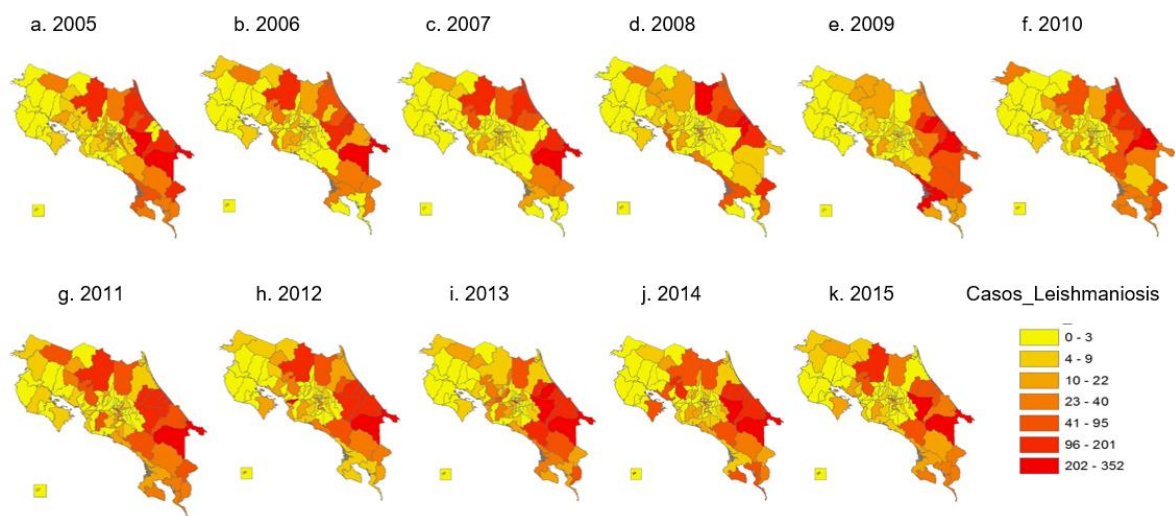 a. 2005
b. 2006
c. 2007
d. 2008
e. 2009
f. 2010
g. 2011
h. 2012
i. 2013
j. 2014
k. 2015
Casos_Leishmaniosis
0 - 3
4 - 9
10 - 22
23 - 40
41 - 95
96 - 201
202 - 352